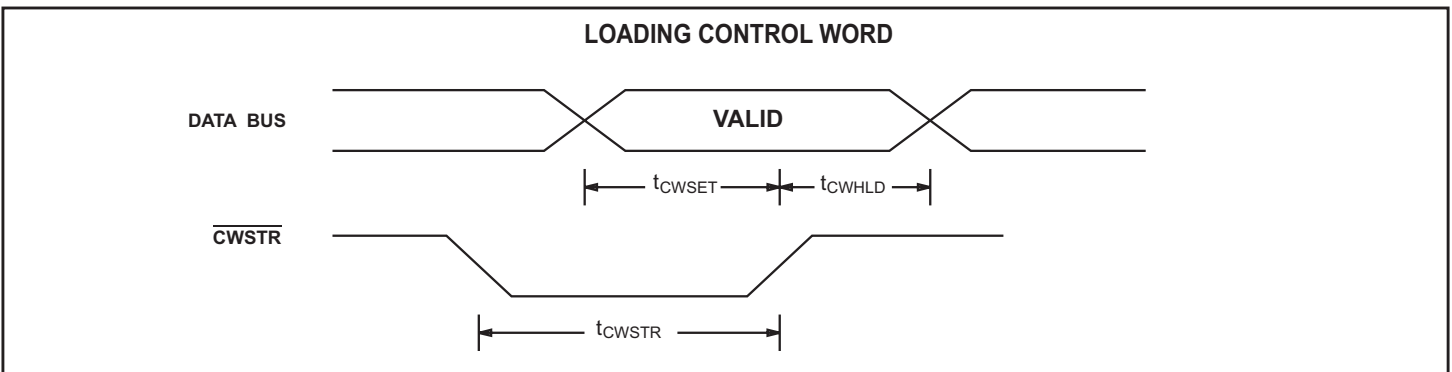 LOADING CONTROL WORD
DATA BUS
VALID
tCWSET
tCWHLD
CWSTR
tCWSTR